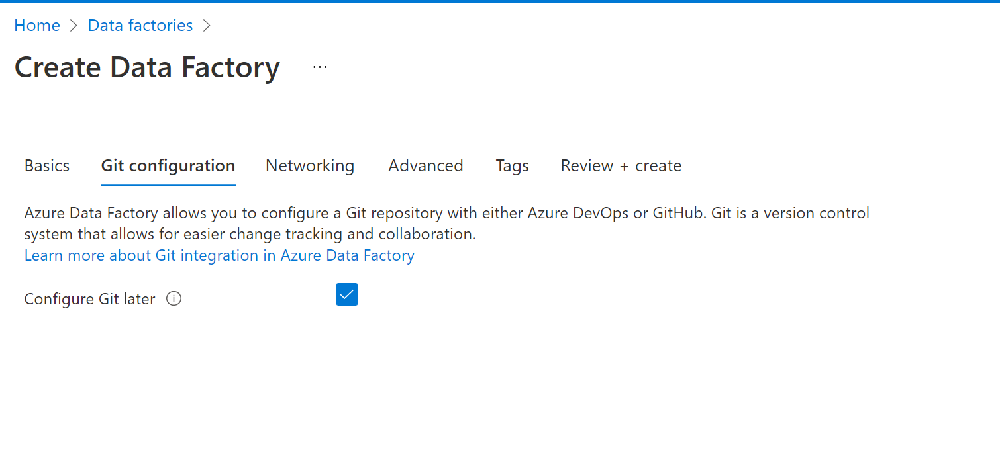 Home > Data factories >
Create Data Factory ...
Basics Git configuration Networking Advanced Tags Review + create
Azure Data Factory allows you to configure a Git repository with either Azure DevOps or GitHub. Git is a version control
system that allows for easier change tracking and collaboration.
Learn more about Git integration in Azure Data Factory
Configure Git later